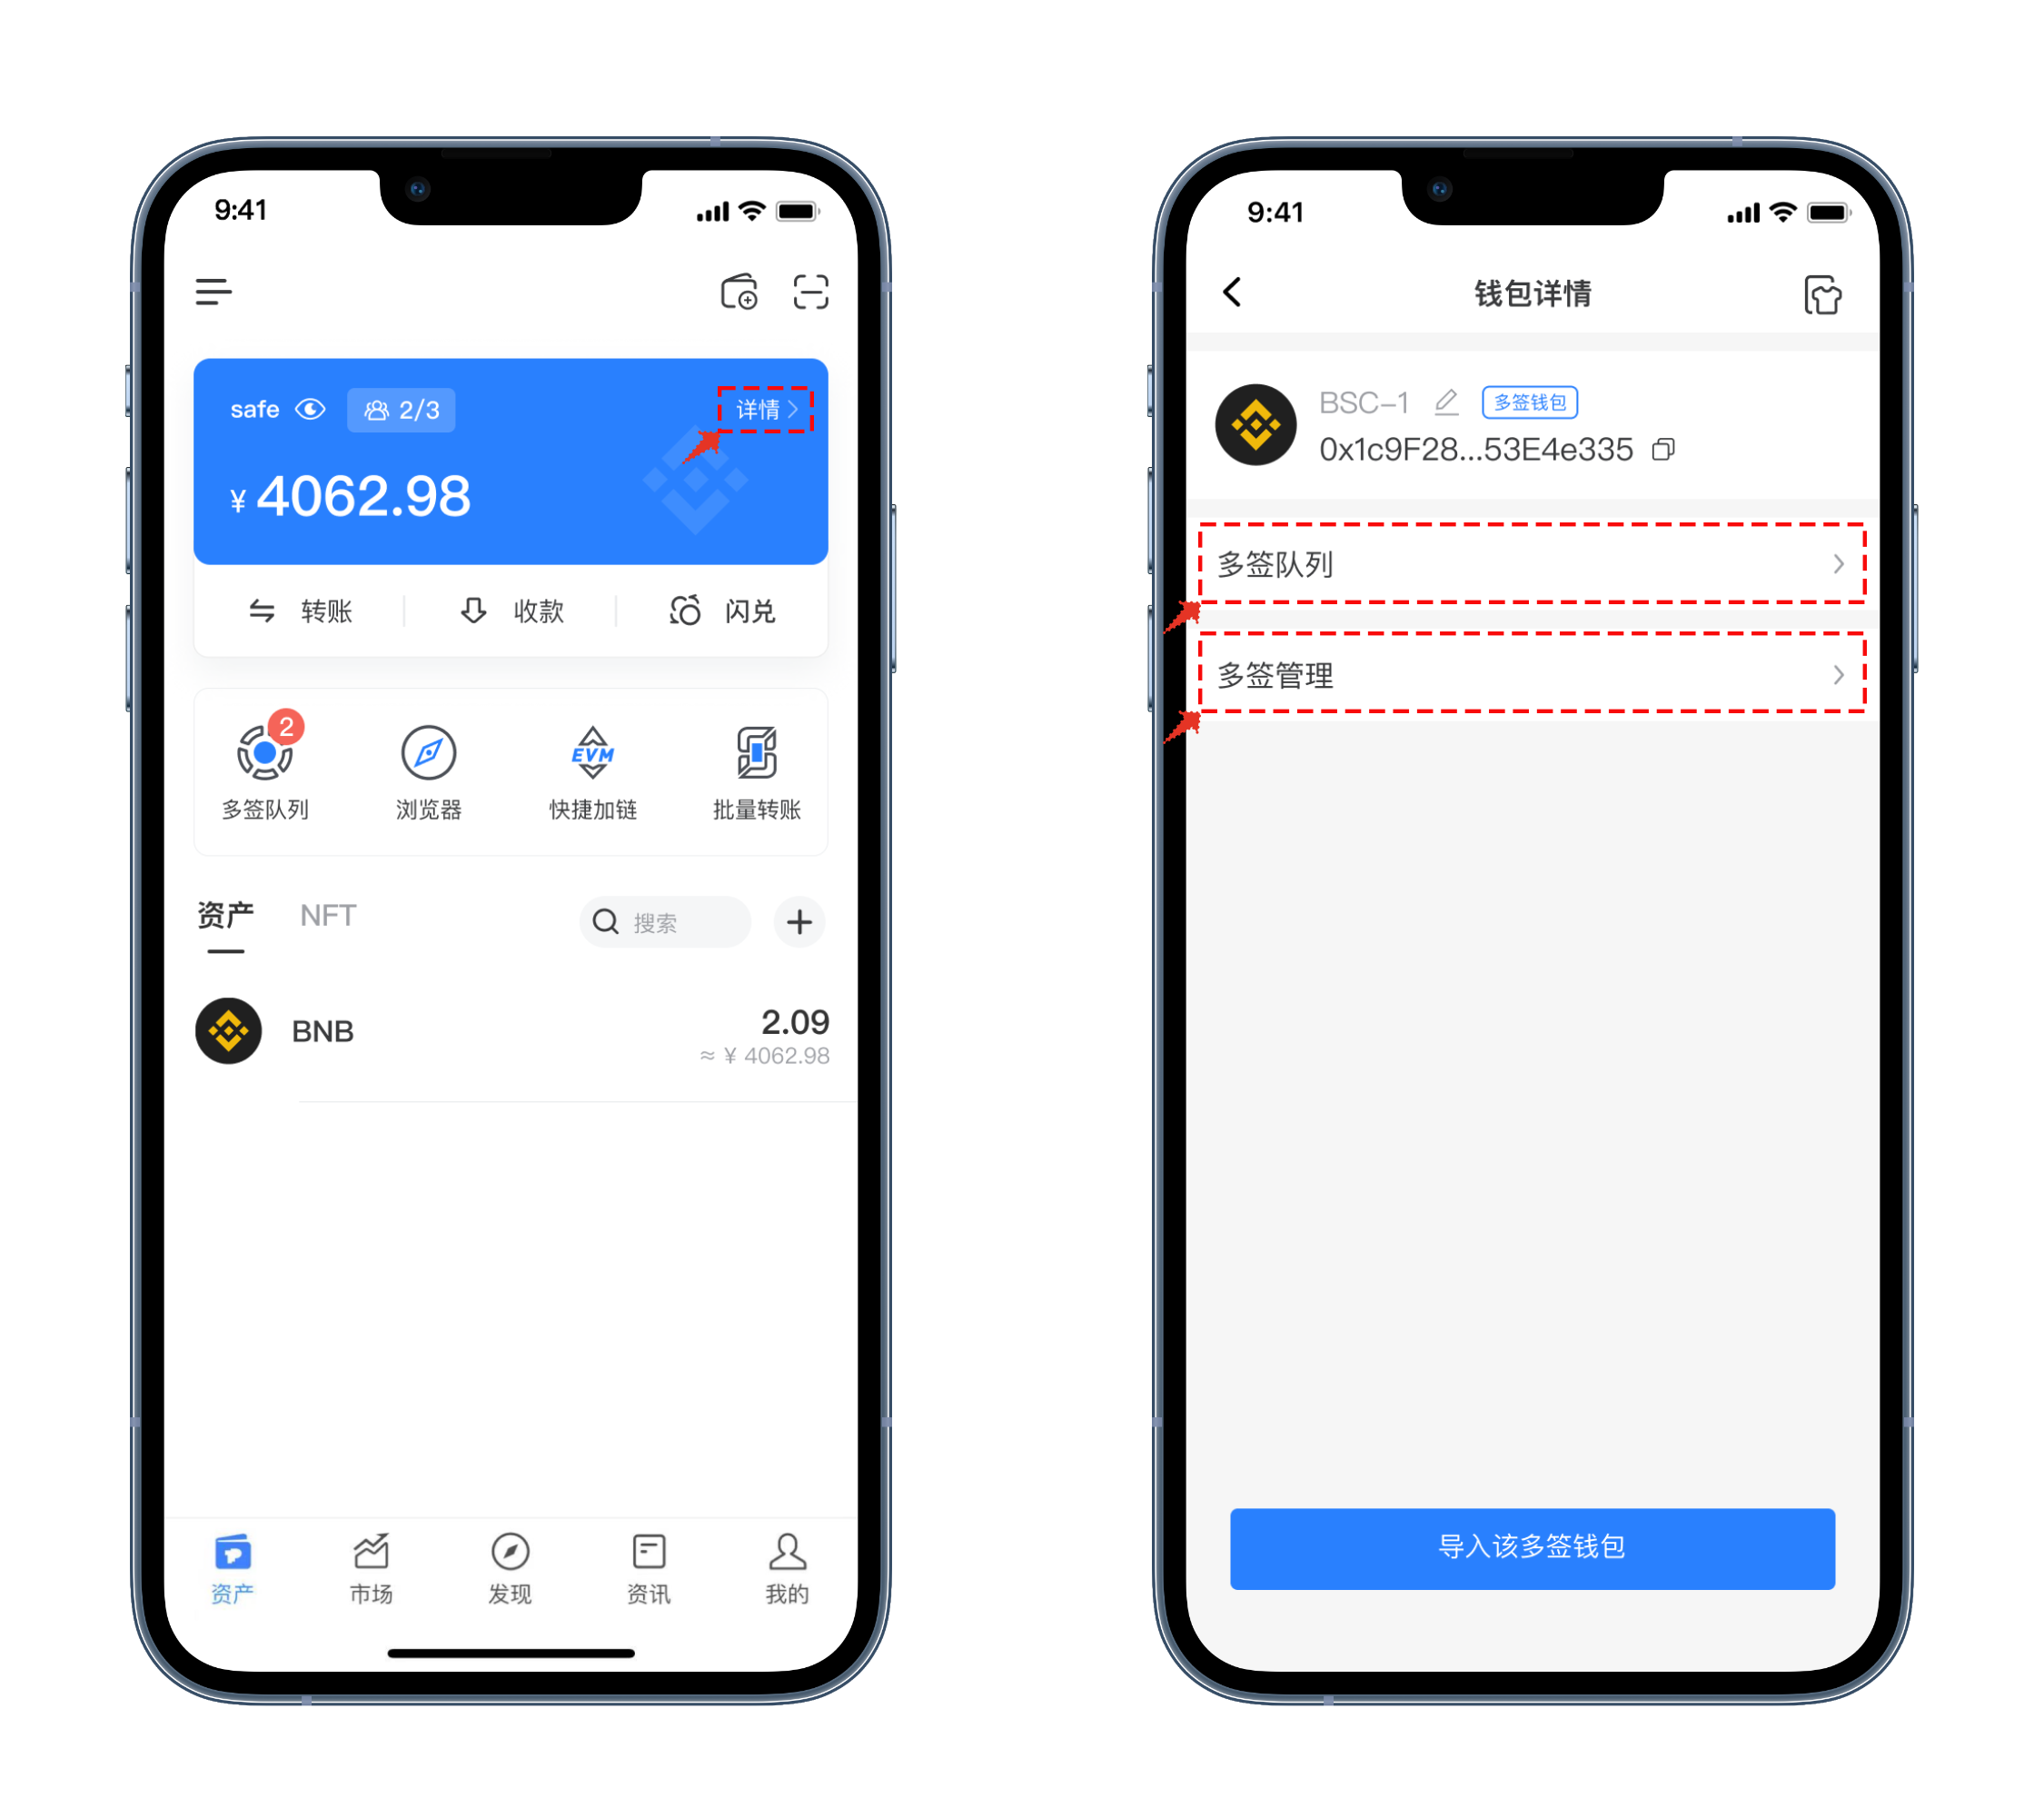 9:41
safe
2/3
详情
¥ 4062.98
转账
收款
闪兑
2
EVM
多签队列
浏览器
快捷加链
批量转账
资产
NFT
搜索
BNB
2.09
≈ ¥ 4062.98
资产
市场
发现
资讯
我的
9:41
钱包详情
BSC-1
多签钱包
0x1c9F28...53E4e335
多签队列
多签管理
导入该多签钱包